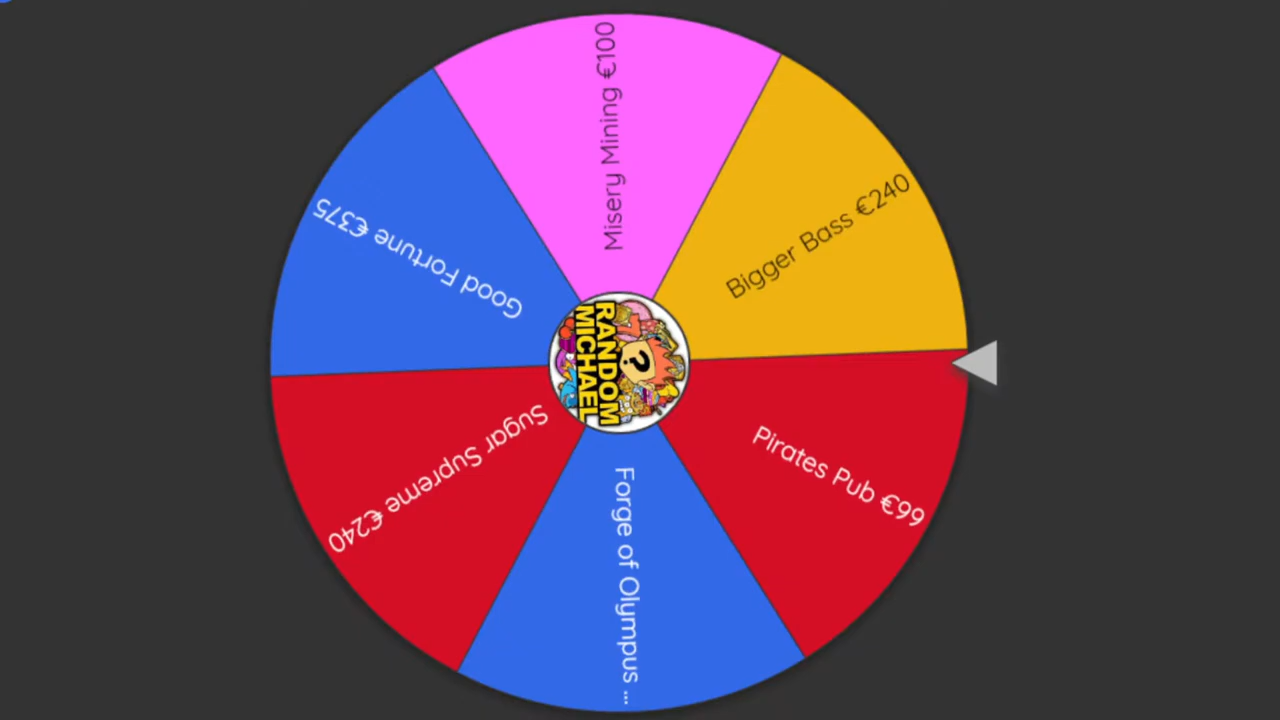 Misery Mining €100
Bigger Bass €240
Pirates Pub €99
Forge of Olympus ...
Sugar Supreme €240
Good Fortune €375
RANDOM
MICHAEL
?